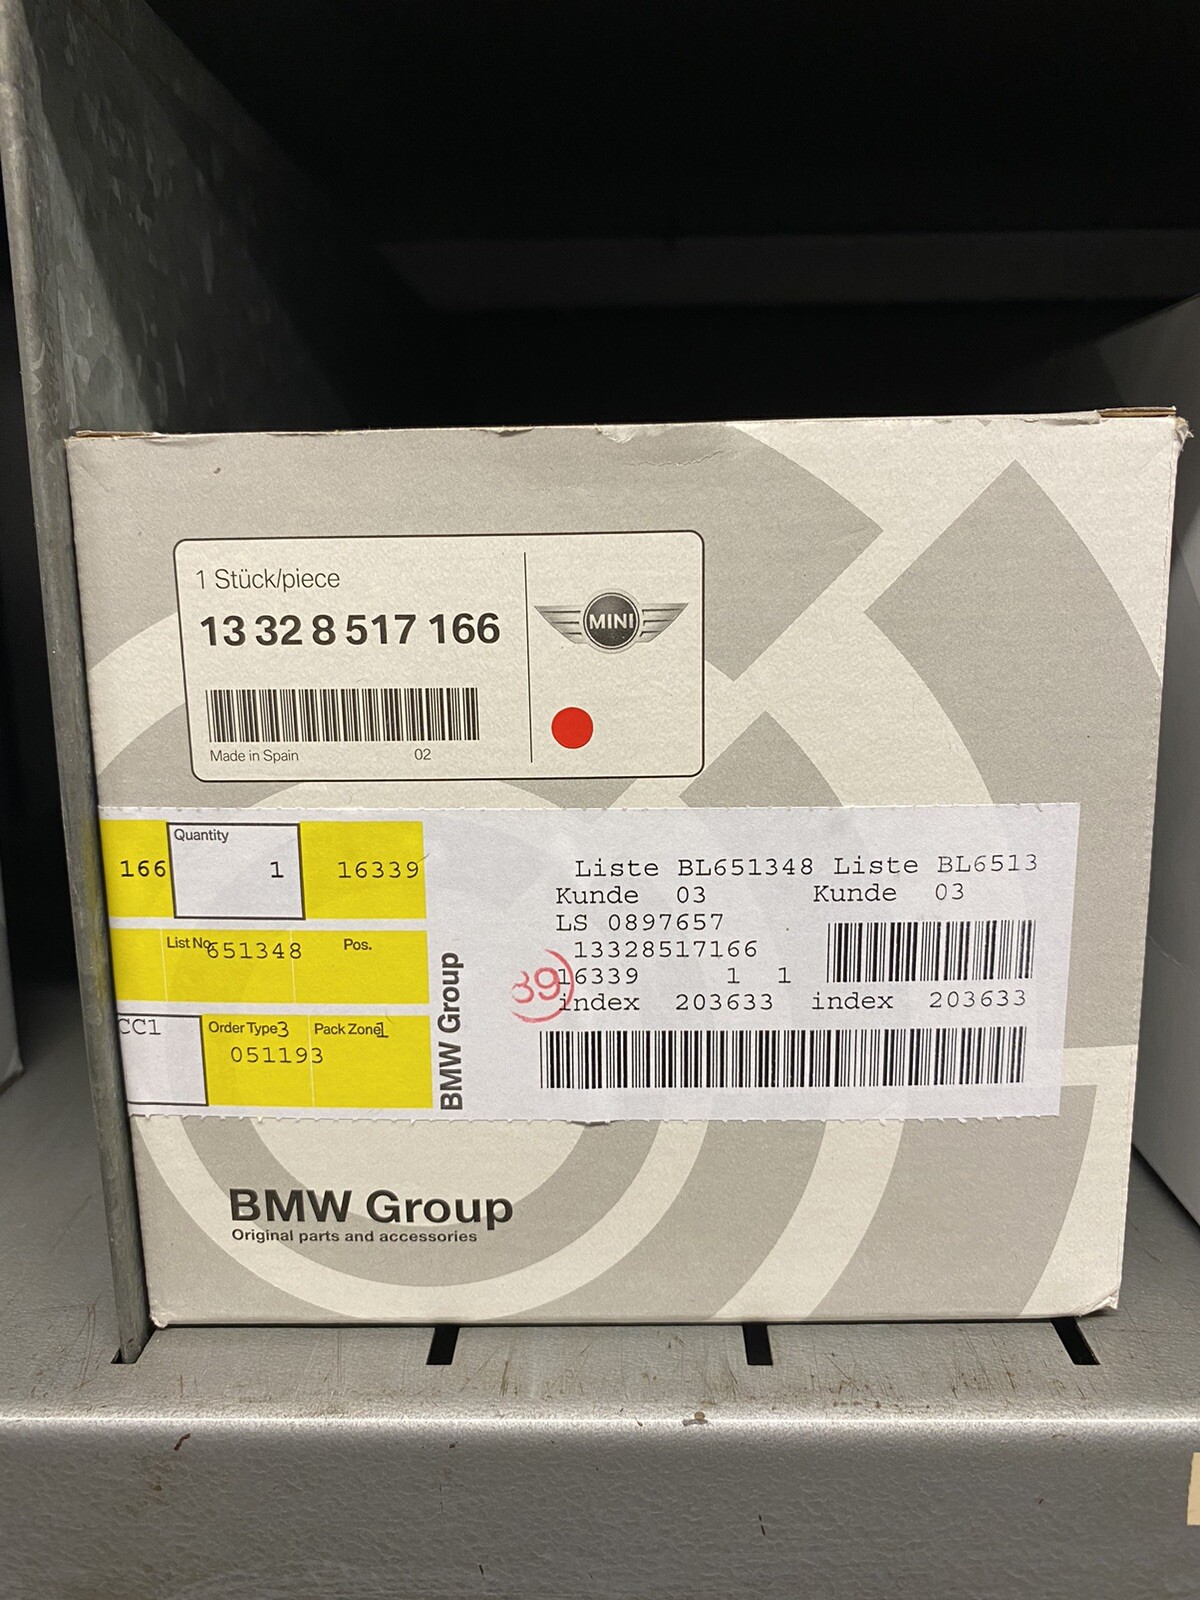 1 Stück/piece
13 32 8 517 166
MINI
Made in Spain 02
166
Quantity
1
16339
List No.
651348
Pos.
CC1
Order Type 3
Pack Zone 1
051193
BMW Group
Liste BL651348 Liste BL6513
Kunde 03 Kunde 03
LS 0897657
13328517166
16339 1 1
39
index 203633 index 203633
BMW Group
Original parts and accessories